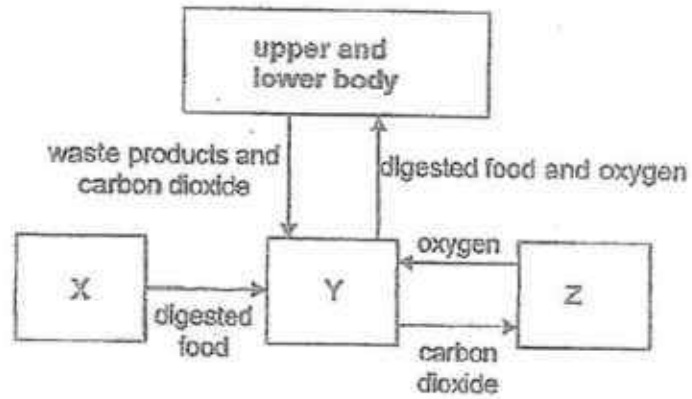 upper and
lower body
waste products and
carbon dioxide
digested food and oxygen
X
digested
food
Y
oxygen
carbon
dioxide
Z